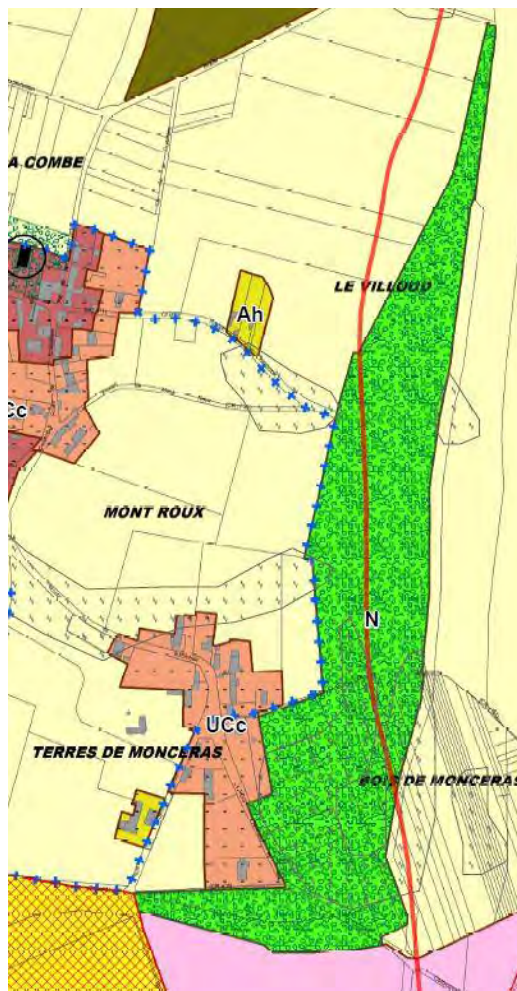 A COMBE
LE VILLOUD
Ah
Cc
MONT ROUX
N
UCc
TERRES DE MONCERAS
BOIS DE MONCERAS